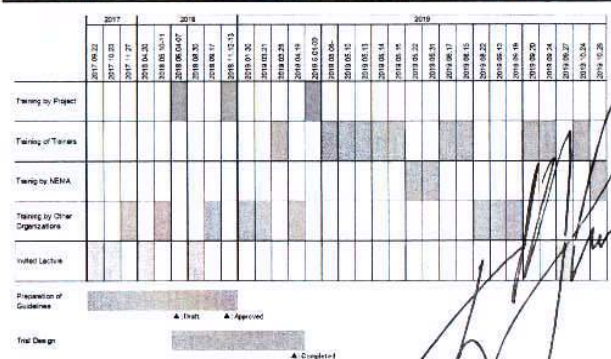 2017 2018 2019
2017.09.22 2017.10.20 2017.11.27 2018.04.20 2018.05.10-11 2018.06.04-07 2018.08.30 2018.09.17 2018.11.12-13 2019.01.30 2019.03.21 2019.03.28 2019.04.19 2019.05.10 2019.05.13 2019.05.14 2019.05.15 2019.05.22 2019.05.31 2019.06.17 2019.08.22 2019.09.13 2019.09.19 2019.09.20 2019.09.24 2019.09.27 2019.10.24 2019.10.25
Training by Project
Training of Trainers
Trainig by NEMA
Training by Other
Organizations
Invited Lecture
Preparation of
Guidelines
▲ :Draft ▲ :Approved
Trial Design
▲ :Completed